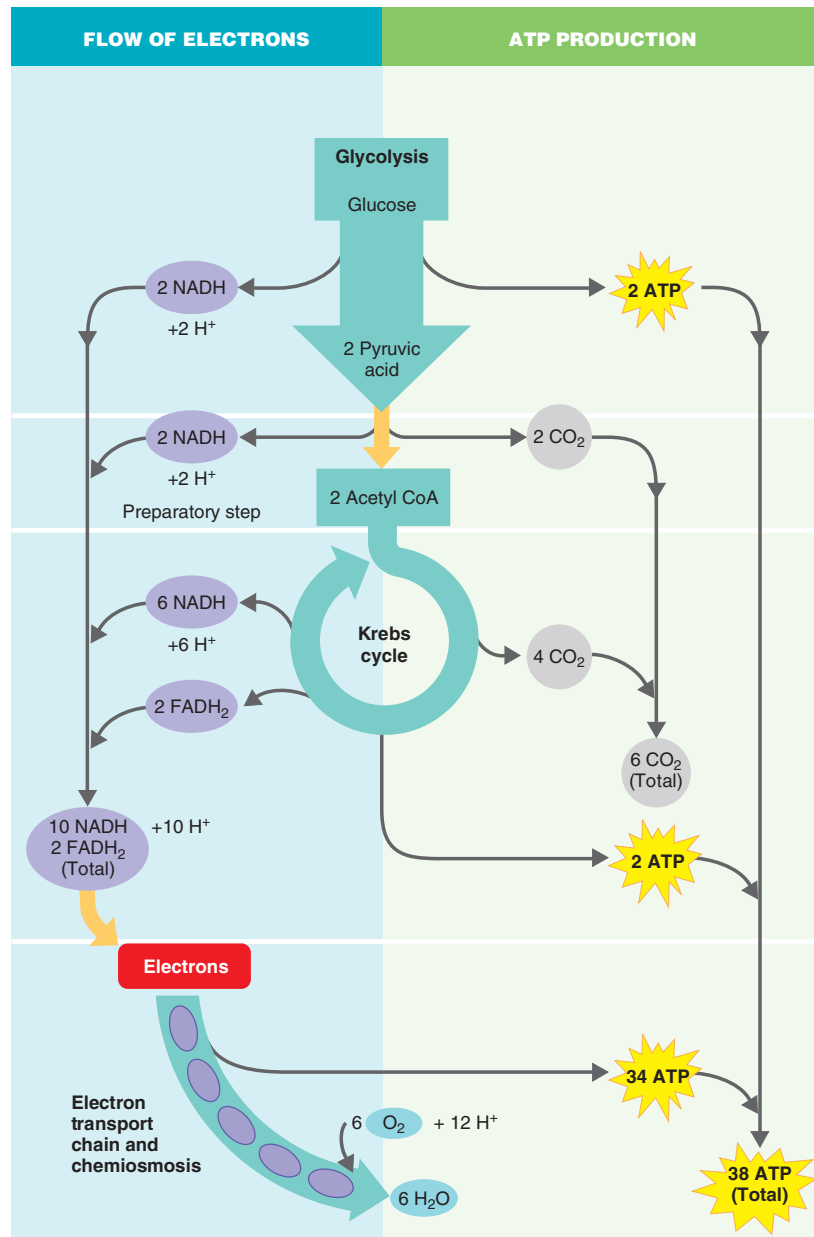 FLOW OF ELECTRONS
ATP PRODUCTION
Glycolysis
Glucose
2 NADH
+2 H⁺
2 ATP
2 Pyruvic
acid
2 NADH
+2 H⁺
2 CO₂
Preparatory step
2 Acetyl CoA
6 NADH
+6 H⁺
Krebs
cycle
4 CO₂
2 FADH₂
6 CO₂
(Total)
10 NADH
2 FADH₂
(Total)
+10 H⁺
2 ATP
Electrons
34 ATP
Electron
transport
chain and
chemiosmosis
6 O₂ + 12 H⁺
6 H₂O
38 ATP
(Total)